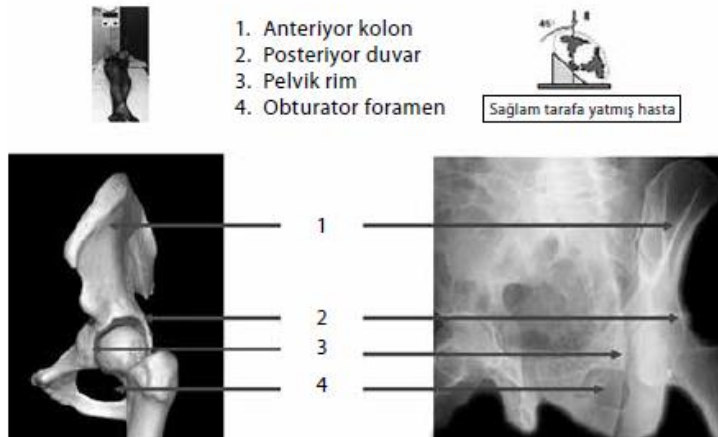 1. Anteriyor kolon
2. Posteriyor duvar
3. Pelvik rim
4. Obturator foramen
45°
Sağlam tarafa yatmış hasta
1
2
3
4